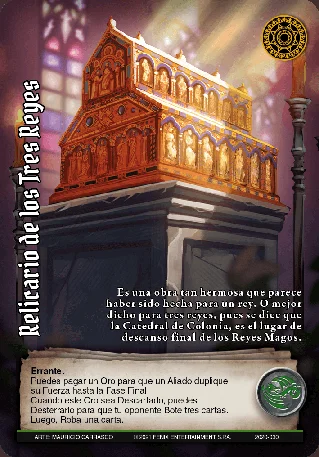 Relicario de los Tres Reyes
Es una obra tan hermosa que parece
haber sido hecha para un rey. O mejor
dicho para tres reyes, pues se dice que
la Catedral de Colonia, es el lugar de
descanso final de los Reyes Magos.
Errante.
Puedes pagar un Oro para que un Aliado duplique
su Fuerza hasta la Fase Final
Cuando este Oro sea Descartado, puedes
Desterrarlo para que tu oponente Bote tres cartas.
Luego, Roba una carta.
ARTE: MAURICIO CARRASCO ©2021 FENIX ENTERTAINMENT S.P.A.